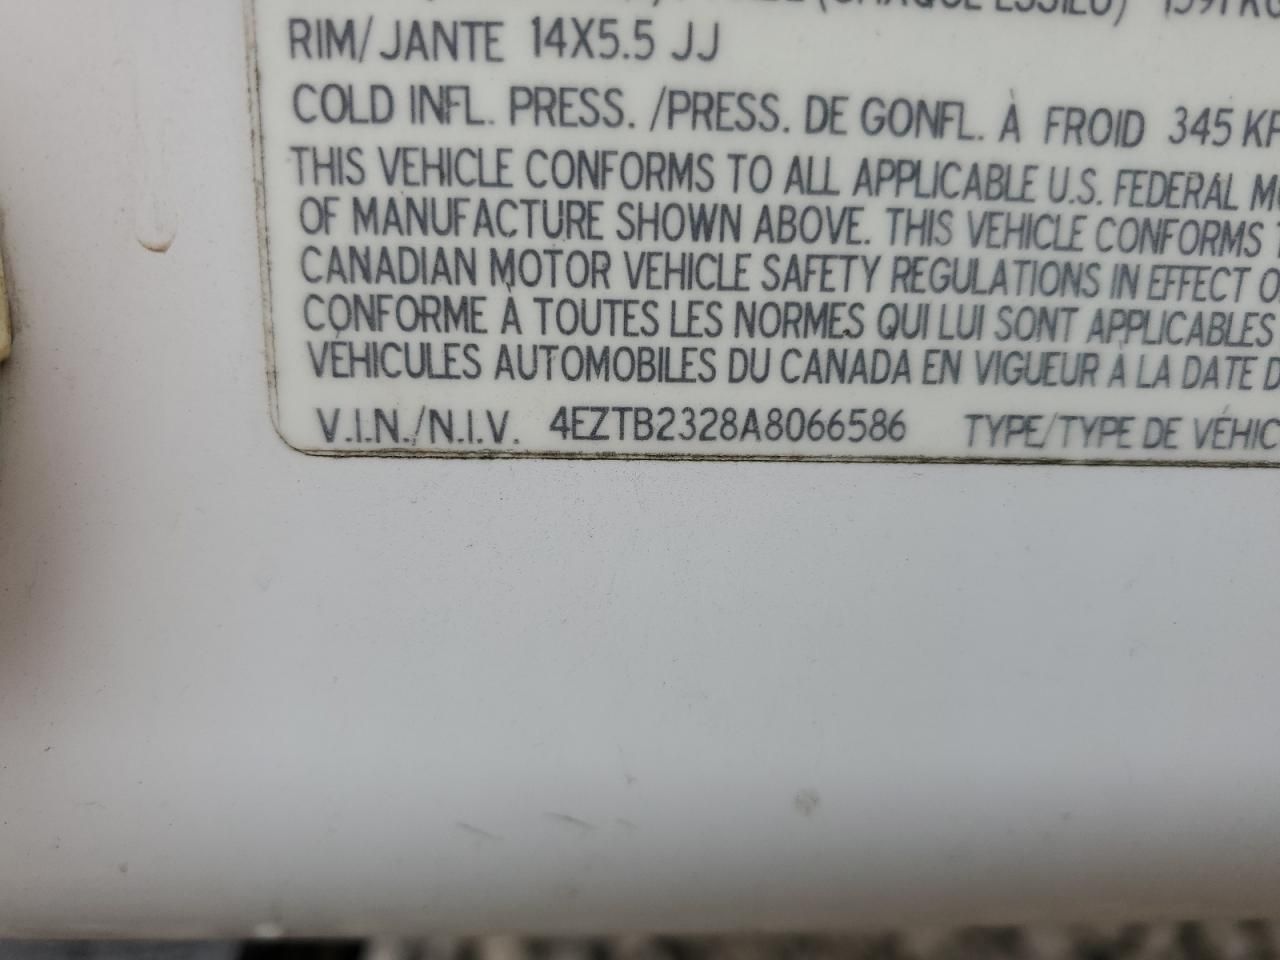 RIM/JANTE 14X5.5 JJ
COLD INFL. PRESS. /PRESS. DE GONFL. À FROID 345 KP
THIS VEHICLE CONFORMS TO ALL APPLICABLE U.S. FEDERAL M
OF MANUFACTURE SHOWN ABOVE. THIS VEHICLE CONFORMS T
CANADIAN MOTOR VEHICLE SAFETY REGULATIONS IN EFFECT O
CONFORME À TOUTES LES NORMES QUI LUI SONT APPLICABLES
VÉHICULES AUTOMOBILES DU CANADA EN VIGUEUR À LA DATE D
V.I.N./N.I.V. 4EZTB2328A8066586 TYPE/TYPE DE VÉHIC